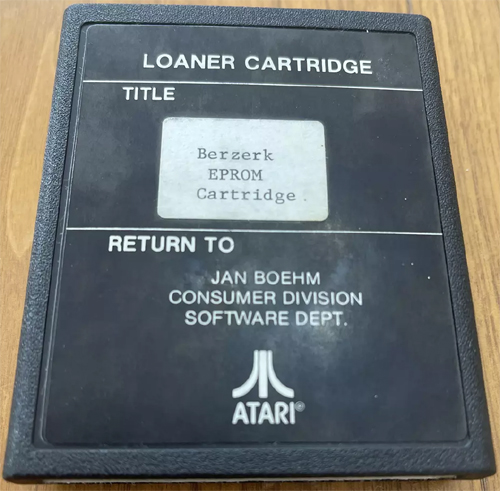 LOANER CARTRIDGE
TITLE
Berzerk
EPROM
Cartridge
RETURN TO
JAN BOEHM
CONSUMER DIVISION
SOFTWARE DEPT.
ATARI®